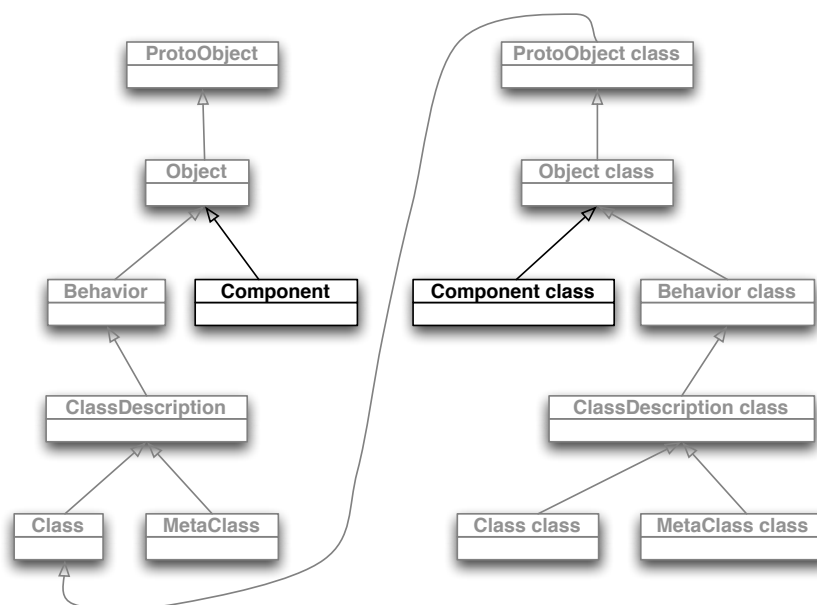 ProtoObject
ProtoObject class
Object
Object class
Behavior
Component
Component class
Behavior class
ClassDescription
ClassDescription class
Class
MetaClass
Class class
MetaClass class